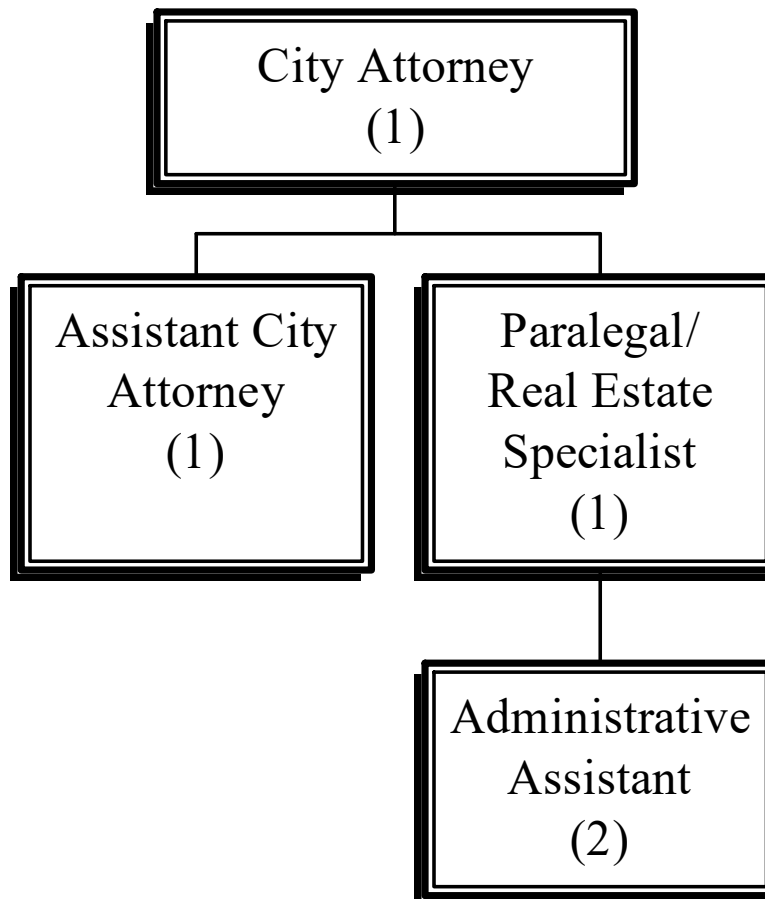 City Attorney
(1)
Assistant City
Attorney
(1)
Paralegal/
Real Estate
Specialist
(1)
Administrative
Assistant
(2)